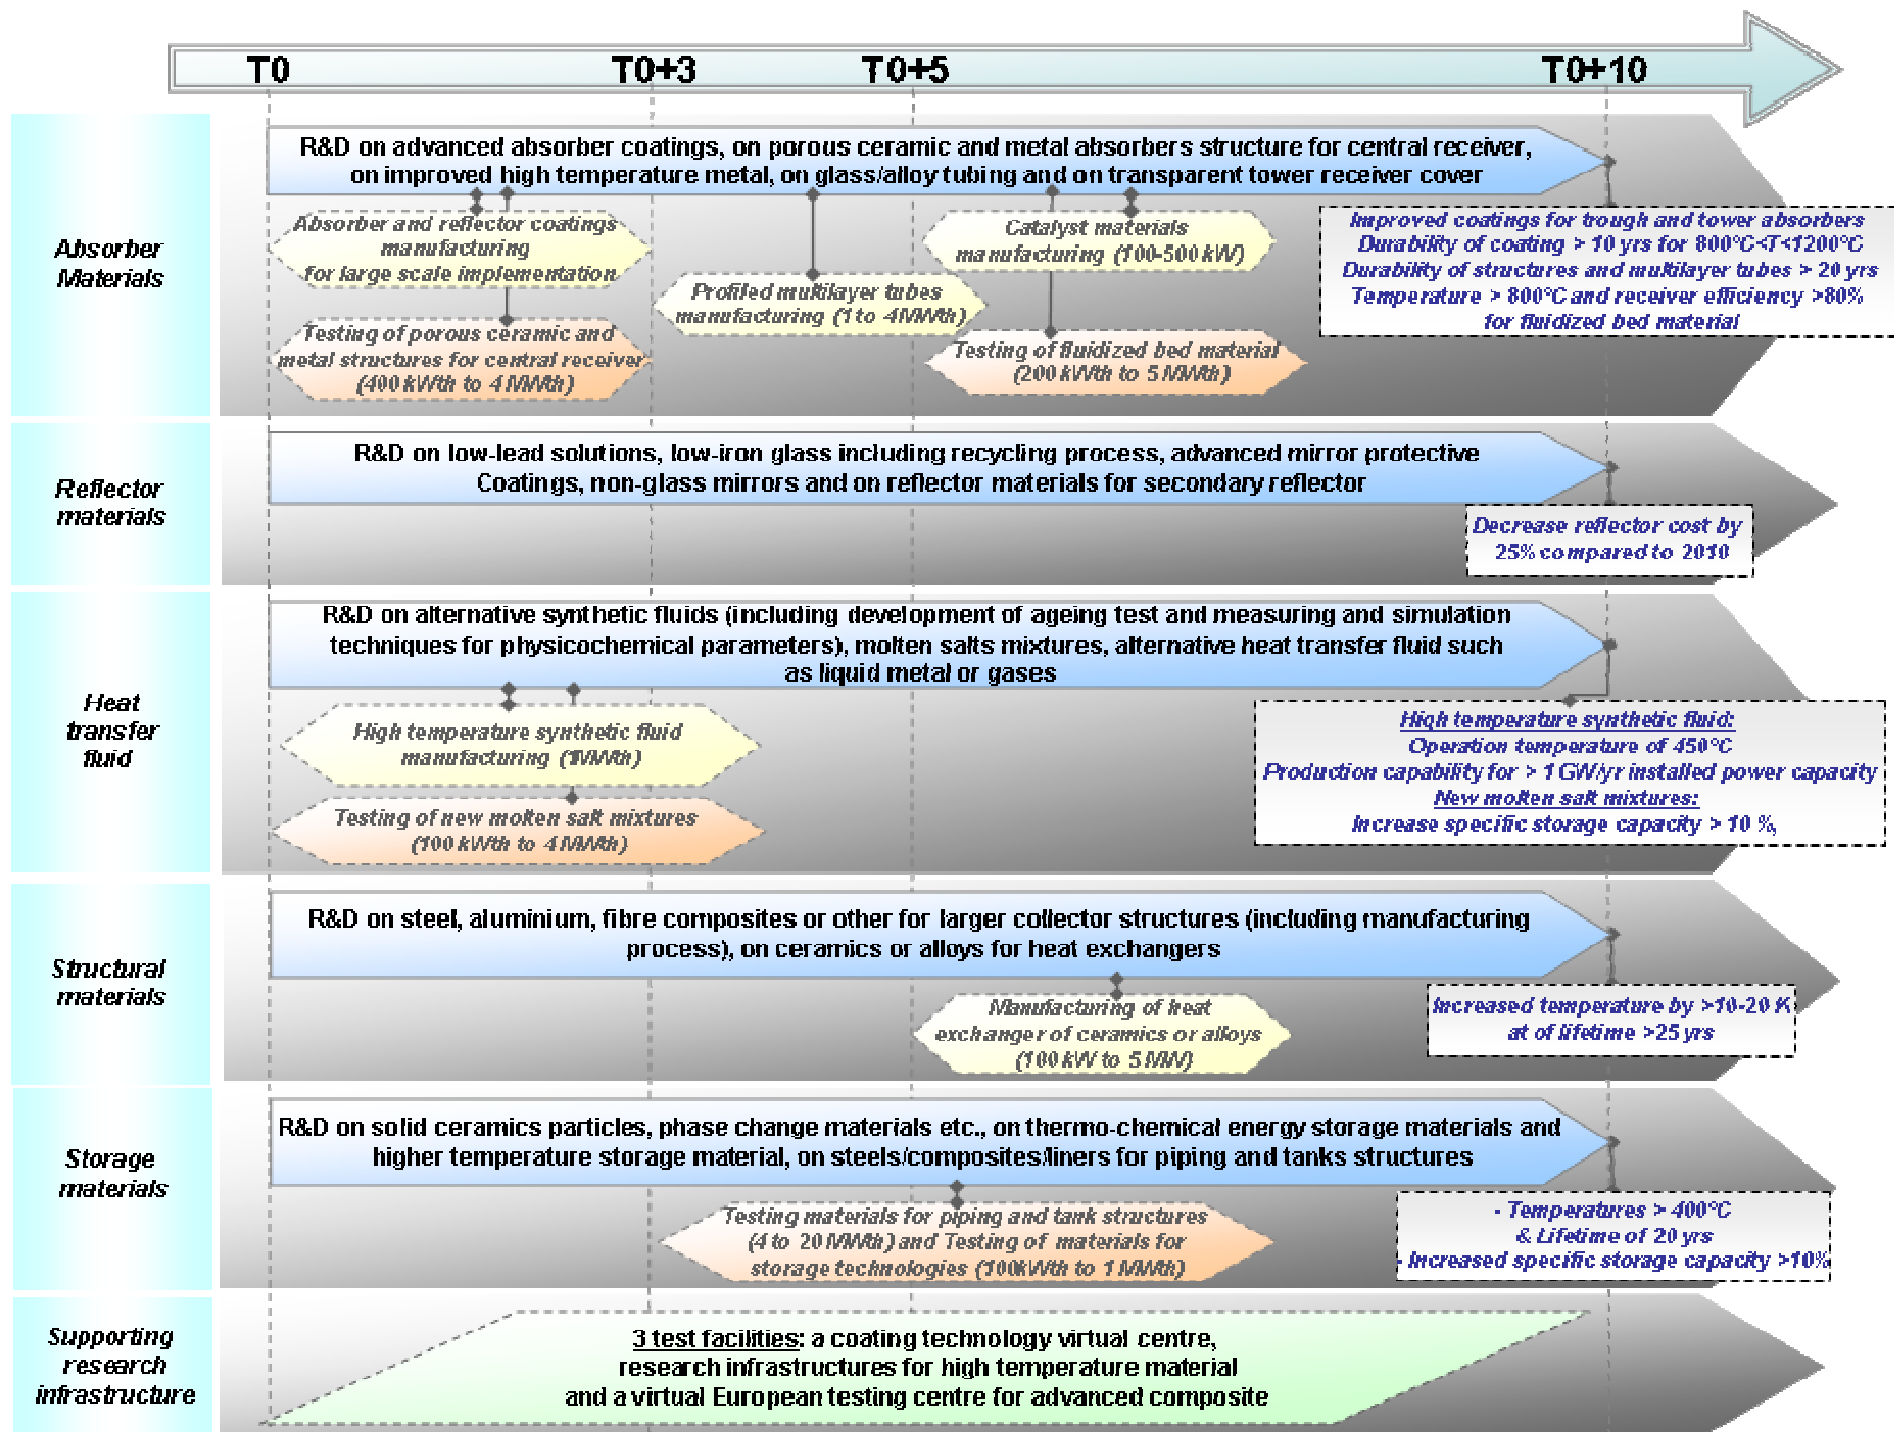 T0
T0+3
T0+5
T0+10
Absorber
Materials
R&D on advanced absorber coatings, on porous ceramic and metal absorbers structure for central receiver,
on improved high temperature metal, on glass/alloy tubing and on transparent tower receiver cover
Absorber and reflector coatings
manufacturing
for large scale implementation
Testing of porous ceramic and
metal structures for central receiver
(400 kWth to 4 MWth)
Profiled multilayer tubes
manufacturing (1 to 4MWth)
Catalyst materials
manufacturing (100-500 kW)
Testing of fluidized bed material
(200 kWth to 5 MWth)
Improved coatings for trough and tower absorbers
Durability of coating > 10 yrs for 800°C<T<1200°C
Durability of structures and multilayer tubes > 20 yrs
Temperature > 800°C and receiver efficiency >80%
for fluidized bed material
Reflector
materials
R&D on low-lead solutions, low-iron glass including recycling process, advanced mirror protective
Coatings, non-glass mirrors and on reflector materials for secondary reflector
Decrease reflector cost by
25% compared to 2010
Heat
transfer
fluid
R&D on alternative synthetic fluids (including development of ageing test and measuring and simulation
techniques for physicochemical parameters), molten salts mixtures, alternative heat transfer fluid such
as liquid metal or gases
High temperature synthetic fluid
manufacturing (1MWth)
Testing of new molten salt mixtures
(100 kWth to 4 MWth)
High temperature synthetic fluid:
Operation temperature of 450°C
Production capability for > 1 GW/yr installed power capacity
New molten salt mixtures:
Increase specific storage capacity > 10 %,
Structural
materials
R&D on steel, aluminium, fibre composites or other for larger collector structures (including manufacturing
process), on ceramics or alloys for heat exchangers
Manufacturing of heat
exchanger of ceramics or alloys
(100 kW to 5 MW)
Increased temperature by >10-20 K
at of lifetime >25 yrs
Storage
materials
R&D on solid ceramics particles, phase change materials etc., on thermo-chemical energy storage materials and
higher temperature storage material, on steels/composites/liners for piping and tanks structures
Testing materials for piping and tank structures
(4 to 20 MWth) and Testing of materials for
storage technologies (100kWth to 1 MWth)
- Temperatures > 400°C
& Lifetime of 20 yrs
- Increased specific storage capacity >10%
Supporting
research
infrastructure
3 test facilities: a coating technology virtual centre,
research infrastructures for high temperature material
and a virtual European testing centre for advanced composite